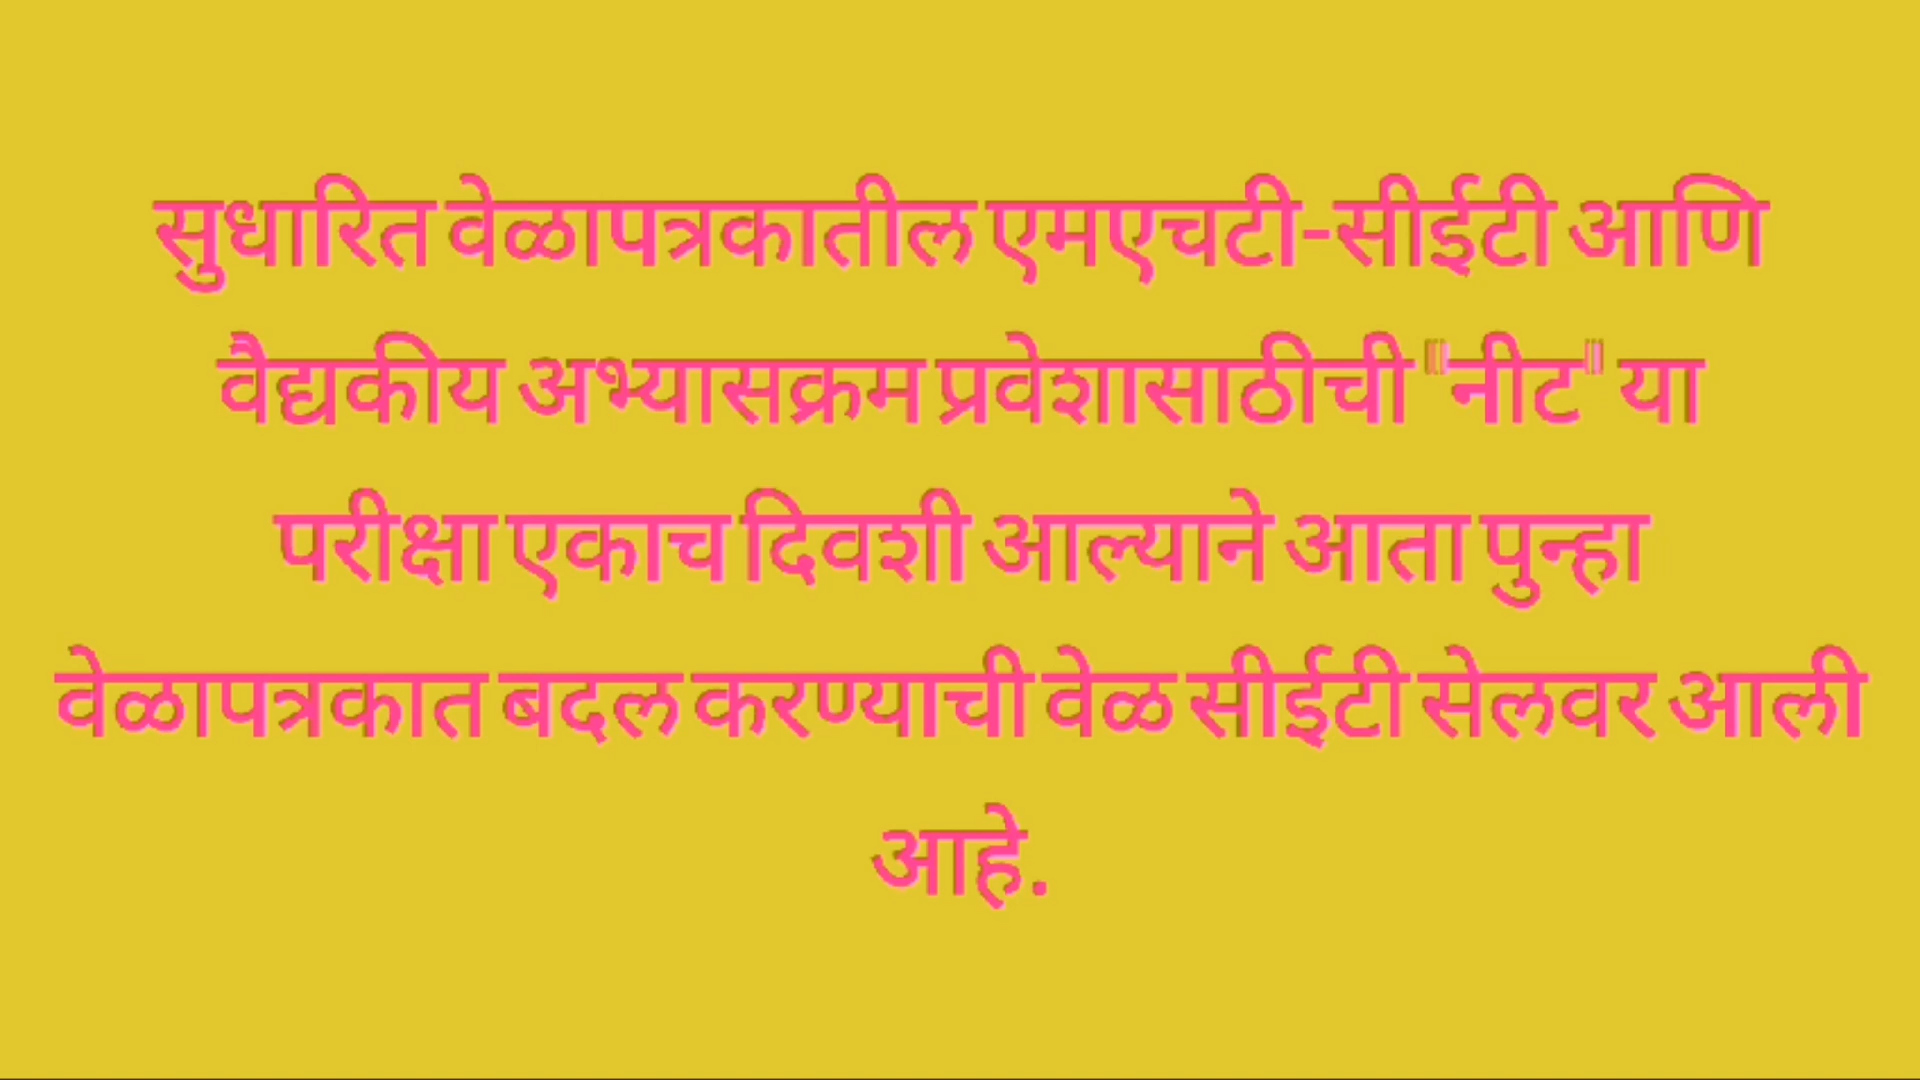 सुधारित वेळापत्रकातील एमएचटी-सीईटी आणि
वैद्यकीय अभ्यासक्रम प्रवेशासाठीची "नीट" या
परीक्षा एकाच दिवशी आल्याने आता पुन्हा
वेळापत्रकात बदल करण्याची वेळ सीईटी सेलवर आली
आहे.